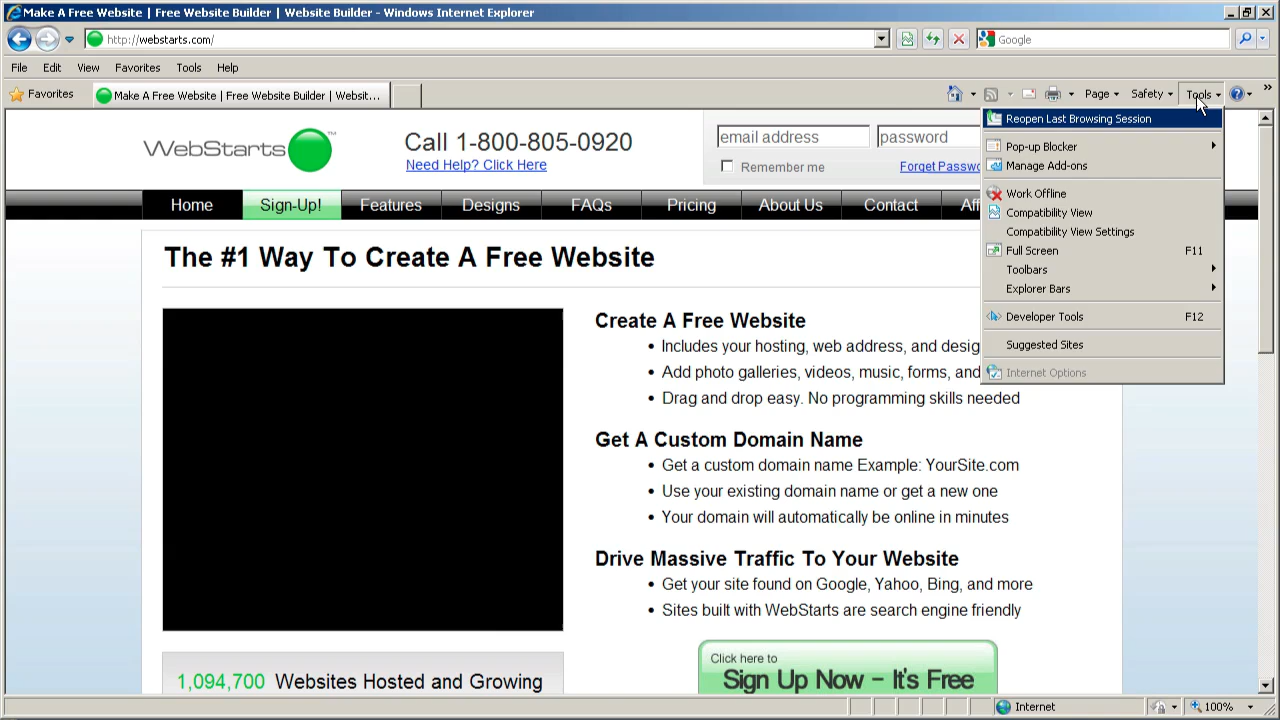 Make A Free Website | Free Website Builder | Website Builder - Windows Internet Explorer
http://webstarts.com/
Google
File Edit View Favorites Tools Help
Favorites
Make A Free Website | Free Website Builder | Websit...
Page Safety Tools
Reopen Last Browsing Session
Pop-up Blocker
Manage Add-ons
Work Offline
Compatibility View
Compatibility View Settings
Full Screen F11
Toolbars
Explorer Bars
Developer Tools F12
Suggested Sites
Internet Options
WEBSTARTS™
Call 1-800-805-0920
Need Help? Click Here
email address password
Remember me Forget Passwo
Home Sign-Up! Features Designs FAQs Pricing About Us Contact Aff
The #1 Way To Create A Free Website
Create A Free Website
• Includes your hosting, web address, and desig
• Add photo galleries, videos, music, forms, and
• Drag and drop easy. No programming skills needed
Get A Custom Domain Name
• Get a custom domain name Example: YourSite.com
• Use your existing domain name or get a new one
• Your domain will automatically be online in minutes
Drive Massive Traffic To Your Website
• Get your site found on Google, Yahoo, Bing, and more
• Sites built with WebStarts are search engine friendly
Click here to
Sign Up Now - It's Free
1,094,700 Websites Hosted and Growing
Internet
100%